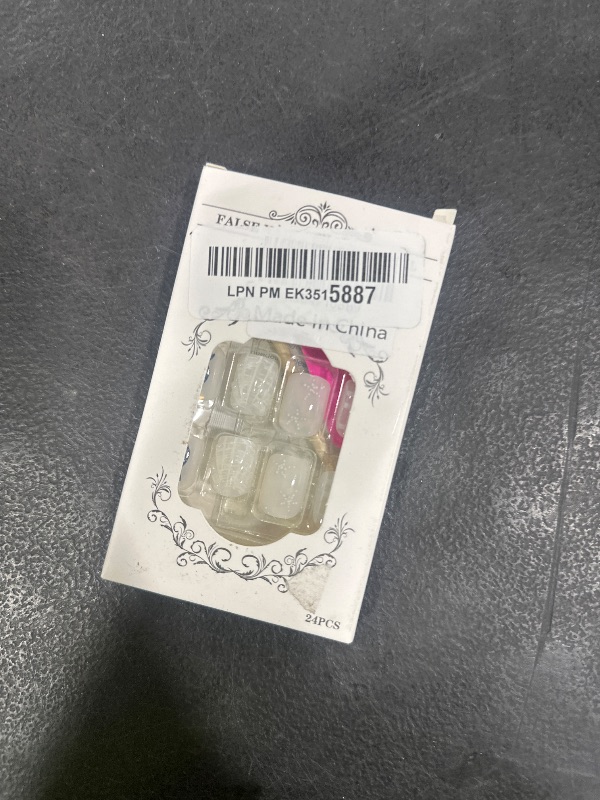 FALSE
LPN PM EK3515887
Made in China
24PCS